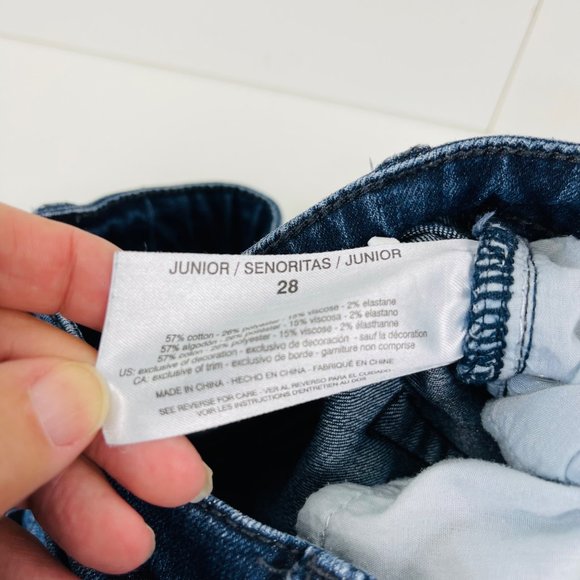 JUNIOR / SENORITAS / JUNIOR
28
57% cotton - 26% polyester - 15% viscose - 2% elastane
57% algodón - 26% poliester - 15% viscosa - 2% elastano
57% coton - 26% polyester - 15% viscose - 2% élasthanne
US: exclusive of decoration - exclusivo de decoración - sauf la décoration
CA: exclusive of trim - exclusivo de borde - garniture non comprise
MADE IN CHINA - HECHO EN CHINA - FABRIQUÉ EN CHINE
SEE REVERSE FOR CARE - VER AL REVERSO PARA EL CUIDADO
VOIR LES INSTRUCTIONS D'ENTRETIEN AU DOS